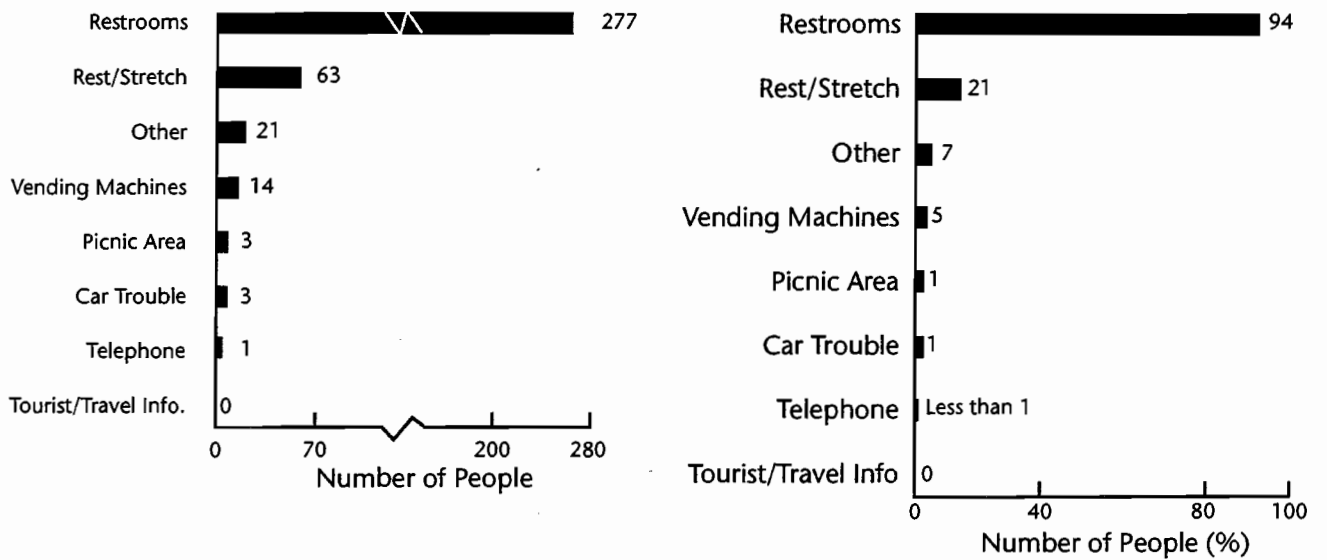 Restrooms 277
Rest/Stretch 63
Other 21
Vending Machines 14
Picnic Area 3
Car Trouble 3
Telephone 1
Tourist/Travel Info. 0
0 70 200 280
Number of People
Restrooms 94
Rest/Stretch 21
Other 7
Vending Machines 5
Picnic Area 1
Car Trouble 1
Telephone Less than 1
Tourist/Travel Info 0
0 40 80 100
Number of People (%)